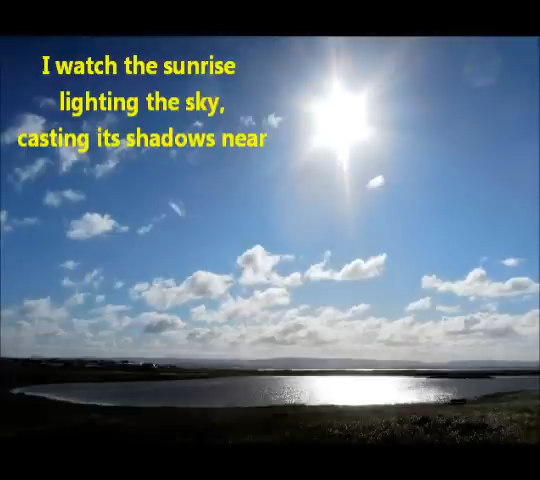 I watch the sunrise
lighting the sky,
casting its shadows near